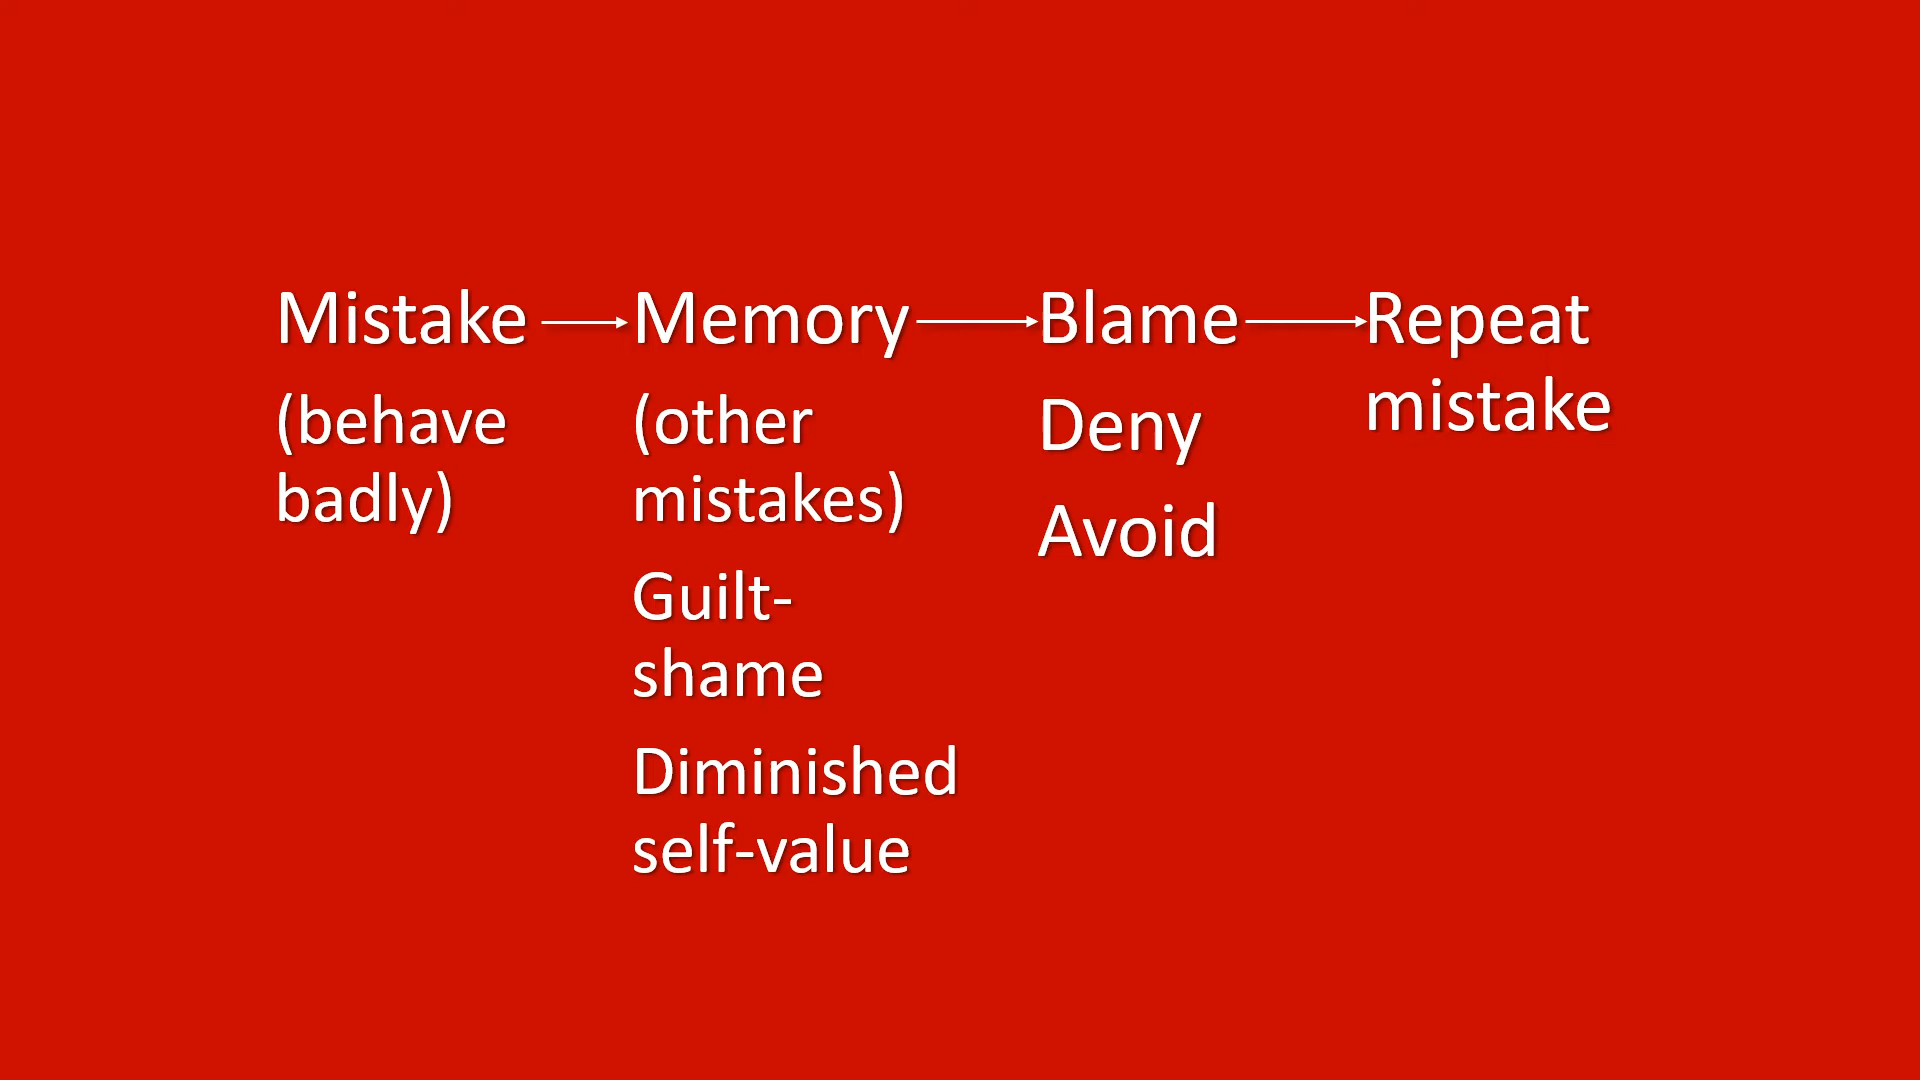 Mistake
(behave
badly)
Memory
(other
mistakes)
Guilt-
shame
Diminished
self-value
Blame
Deny
Avoid
Repeat
mistake